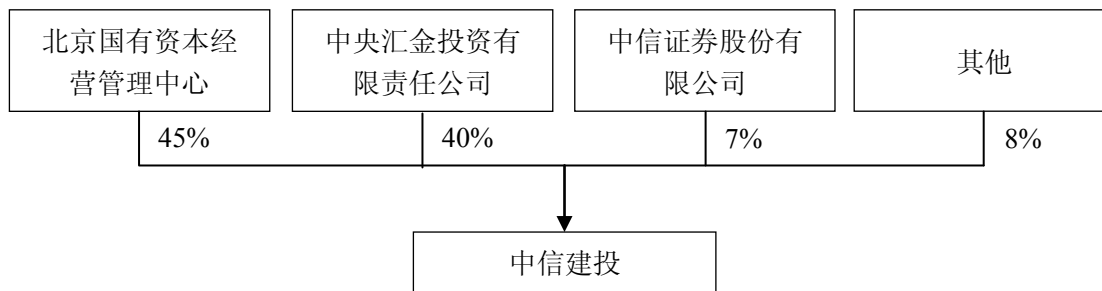 北京国有资本经
营管理中心
中央汇金投资有
限责任公司
中信证券股份有
限公司
其他
45%
40%
7%
8%
中信建投